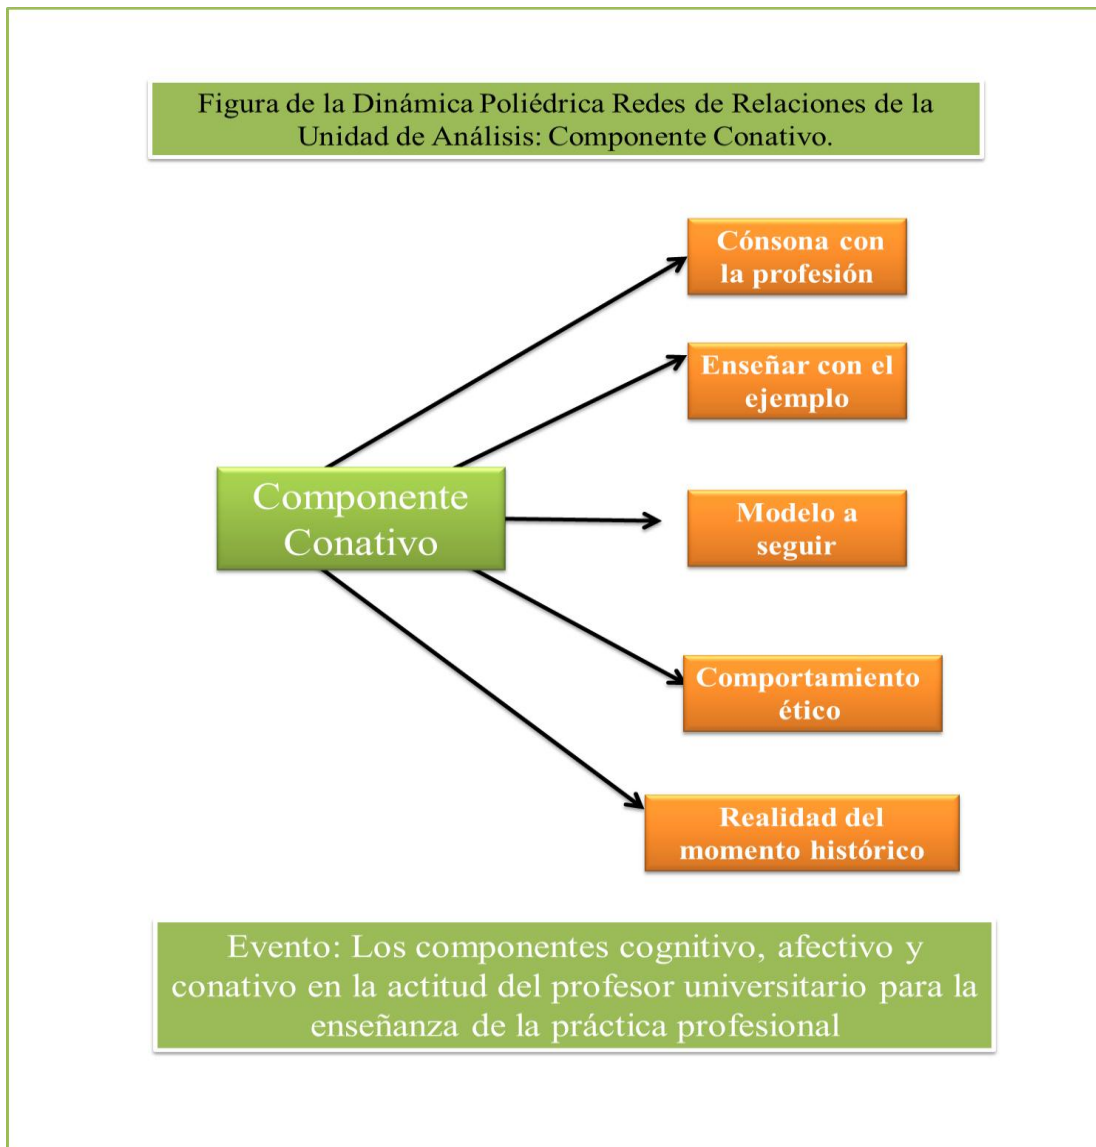 Figura de la Dinámica Poliédrica Redes de Relaciones de la
Unidad de Análisis: Componente Conativo.
Cónsona con
la profesión
Enseñar con el
ejemplo
Componente
Conativo
Modelo a
seguir
Comportamiento
ético
Realidad del
momento histórico
Evento: Los componentes cognitivo, afectivo y
conativo en la actitud del profesor universitario para la
enseñanza de la práctica profesional